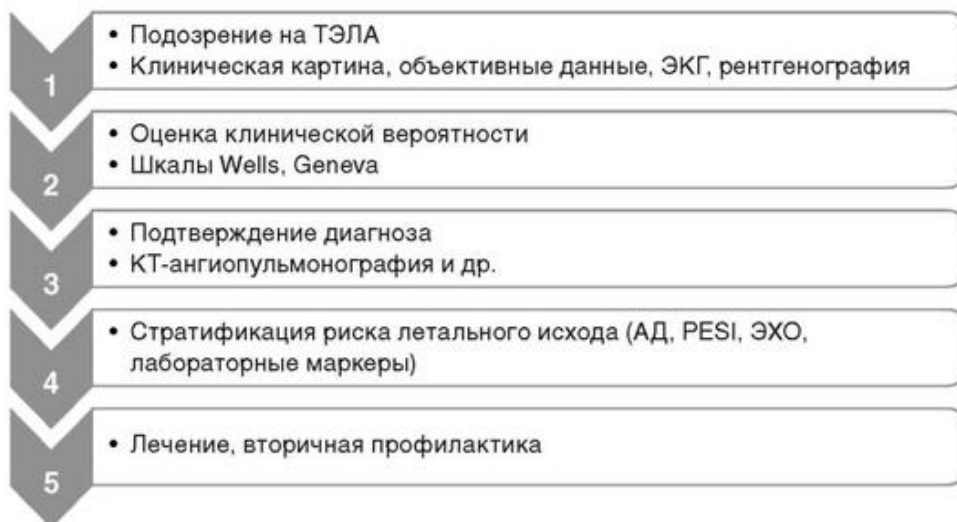 1
• Подозрение на ТЭЛА
• Клиническая картина, объективные данные, ЭКГ, рентгенография
2
• Оценка клинической вероятности
• Шкалы Wells, Geneva
3
• Подтверждение диагноза
• КТ-ангиопульмонография и др.
4
• Стратификация риска летального исхода (АД, PESI, ЭХО,
лабораторные маркеры)
5
• Лечение, вторичная профилактика